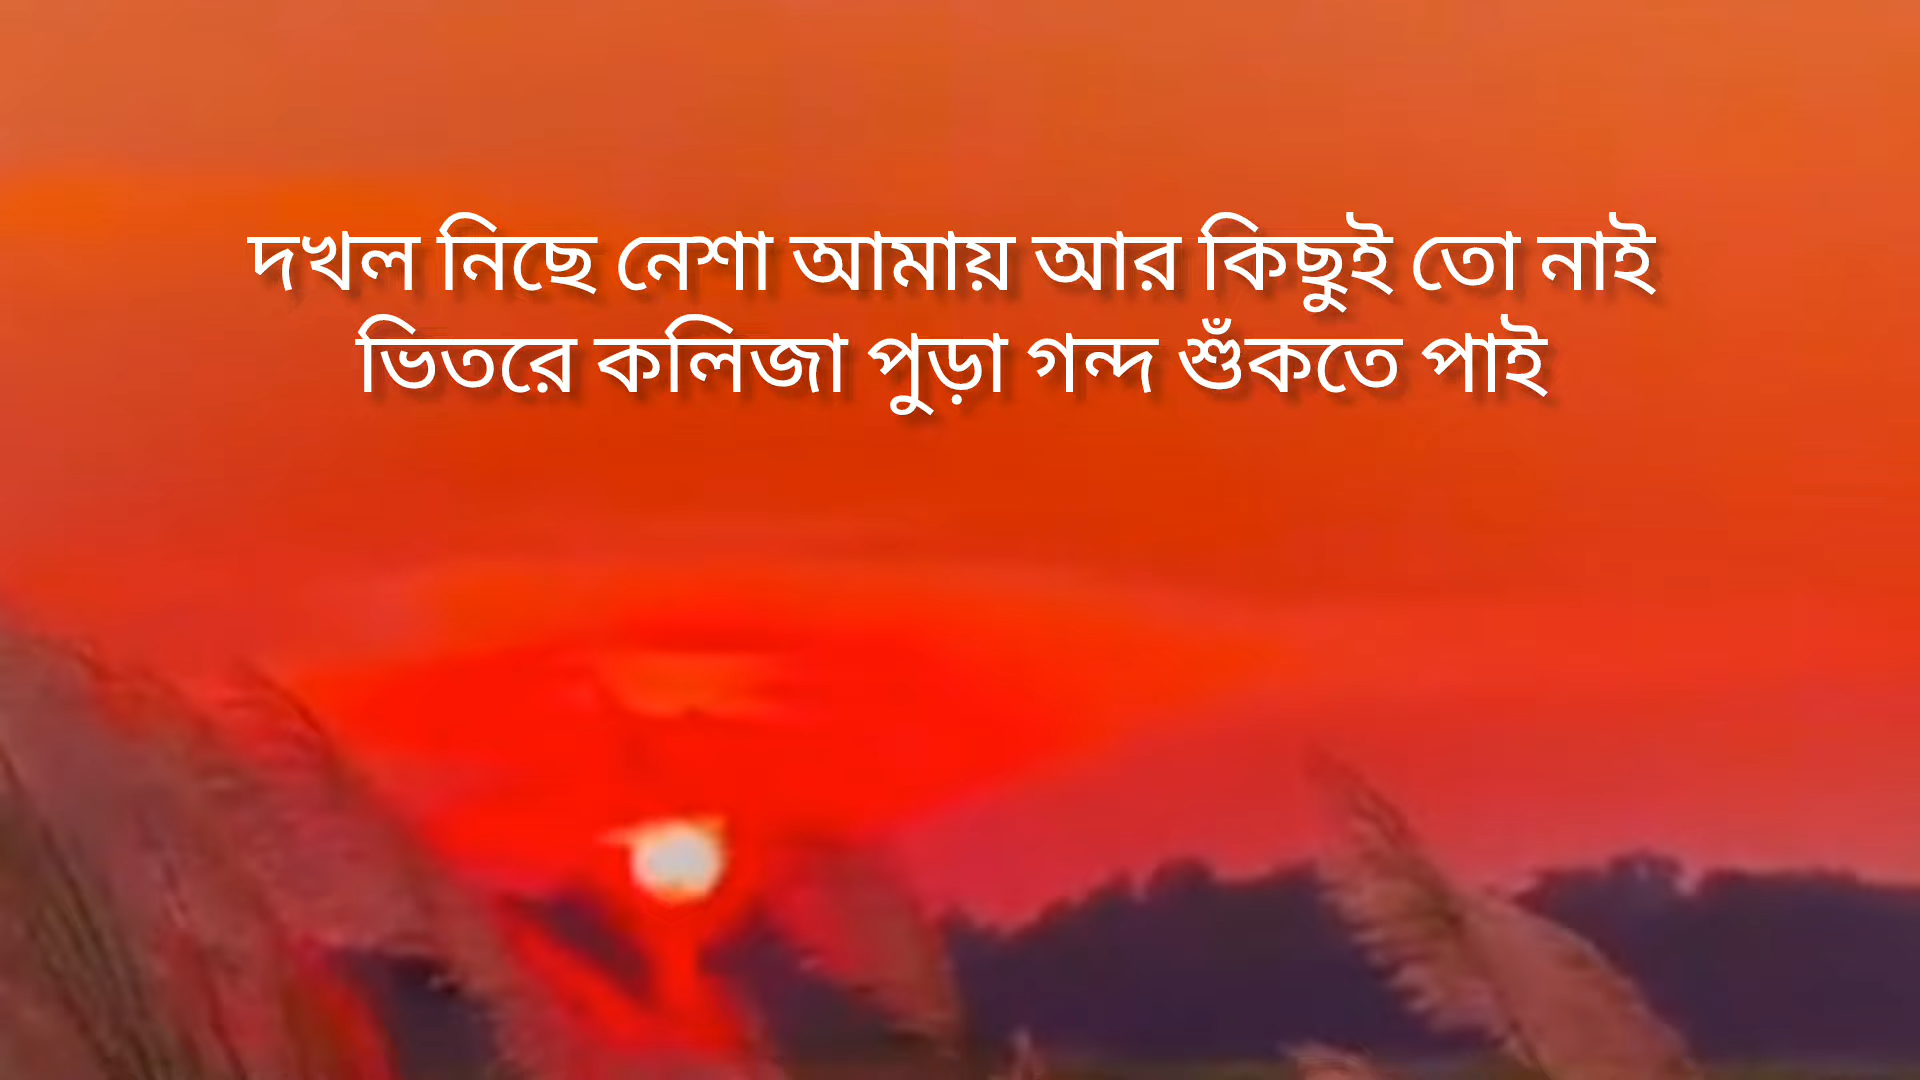 দখল নিছে নেশা আমায় আর কিছুই তো নাই
ভিতরে কলিজা পুড়া গন্দ শুঁকতে পাই